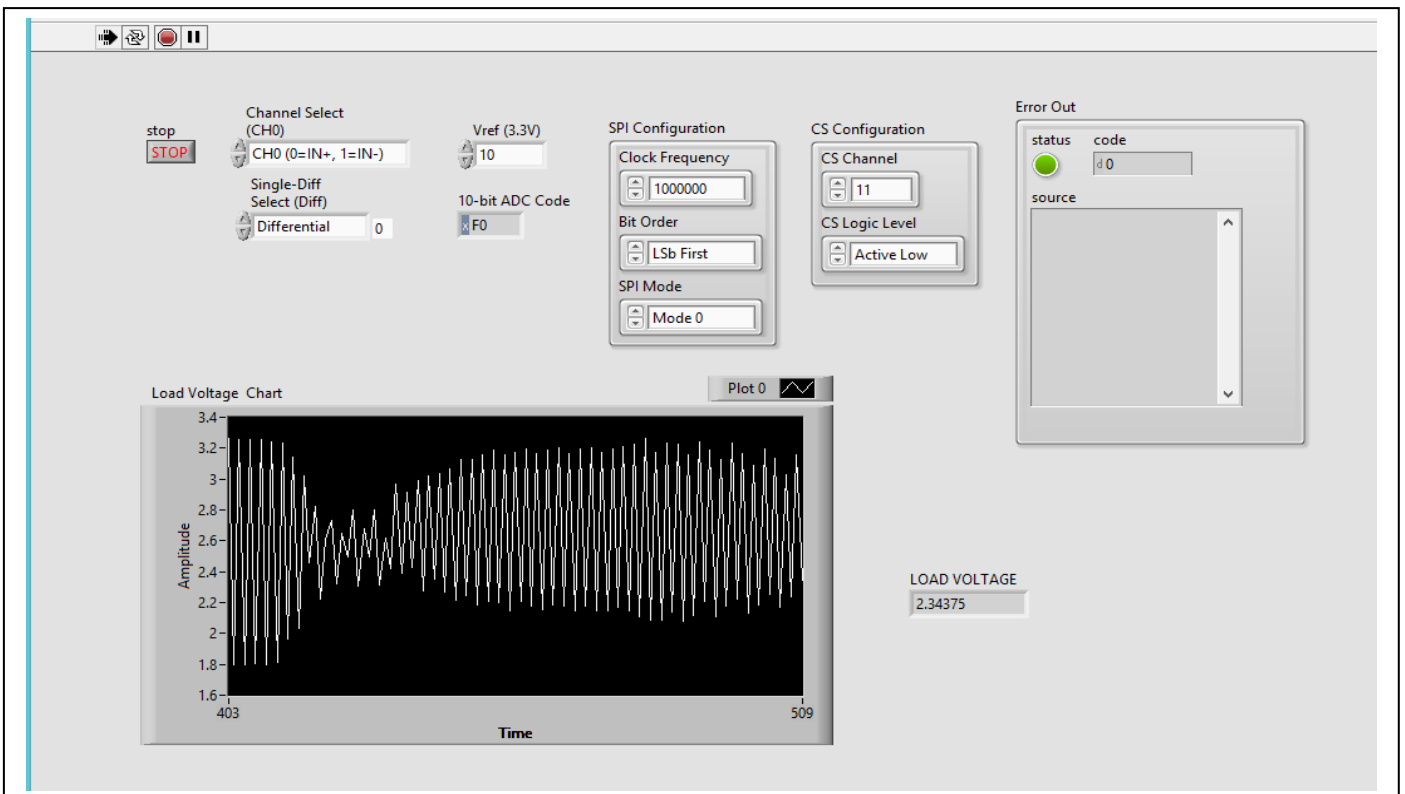 stop
STOP
Channel Select
(CH0)
CH0 (0=IN+, 1=IN-)
Single-Diff
Select (Diff)
Differential
0
Vref (3.3V)
10
10-bit ADC Code
x F0
SPI Configuration
Clock Frequency
1000000
Bit Order
LSb First
SPI Mode
Mode 0
CS Configuration
CS Channel
11
CS Logic Level
Active Low
Error Out
status
code
d 0
source
Load Voltage Chart
Plot 0
3.4
3.2
3
2.8
2.6
2.4
2.2
2
1.8
1.6
Amplitude
403
509
Time
LOAD VOLTAGE
2.34375